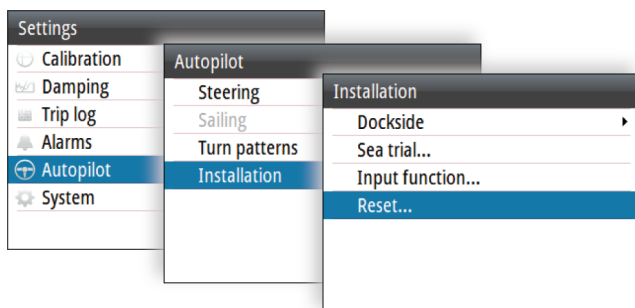 Settings
Calibration
Damping
Trip log
Alarms
Autopilot
System
Autopilot
Steering
Sailing
Turn patterns
Installation
Installation
Dockside
Sea trial...
Input function...
Reset...